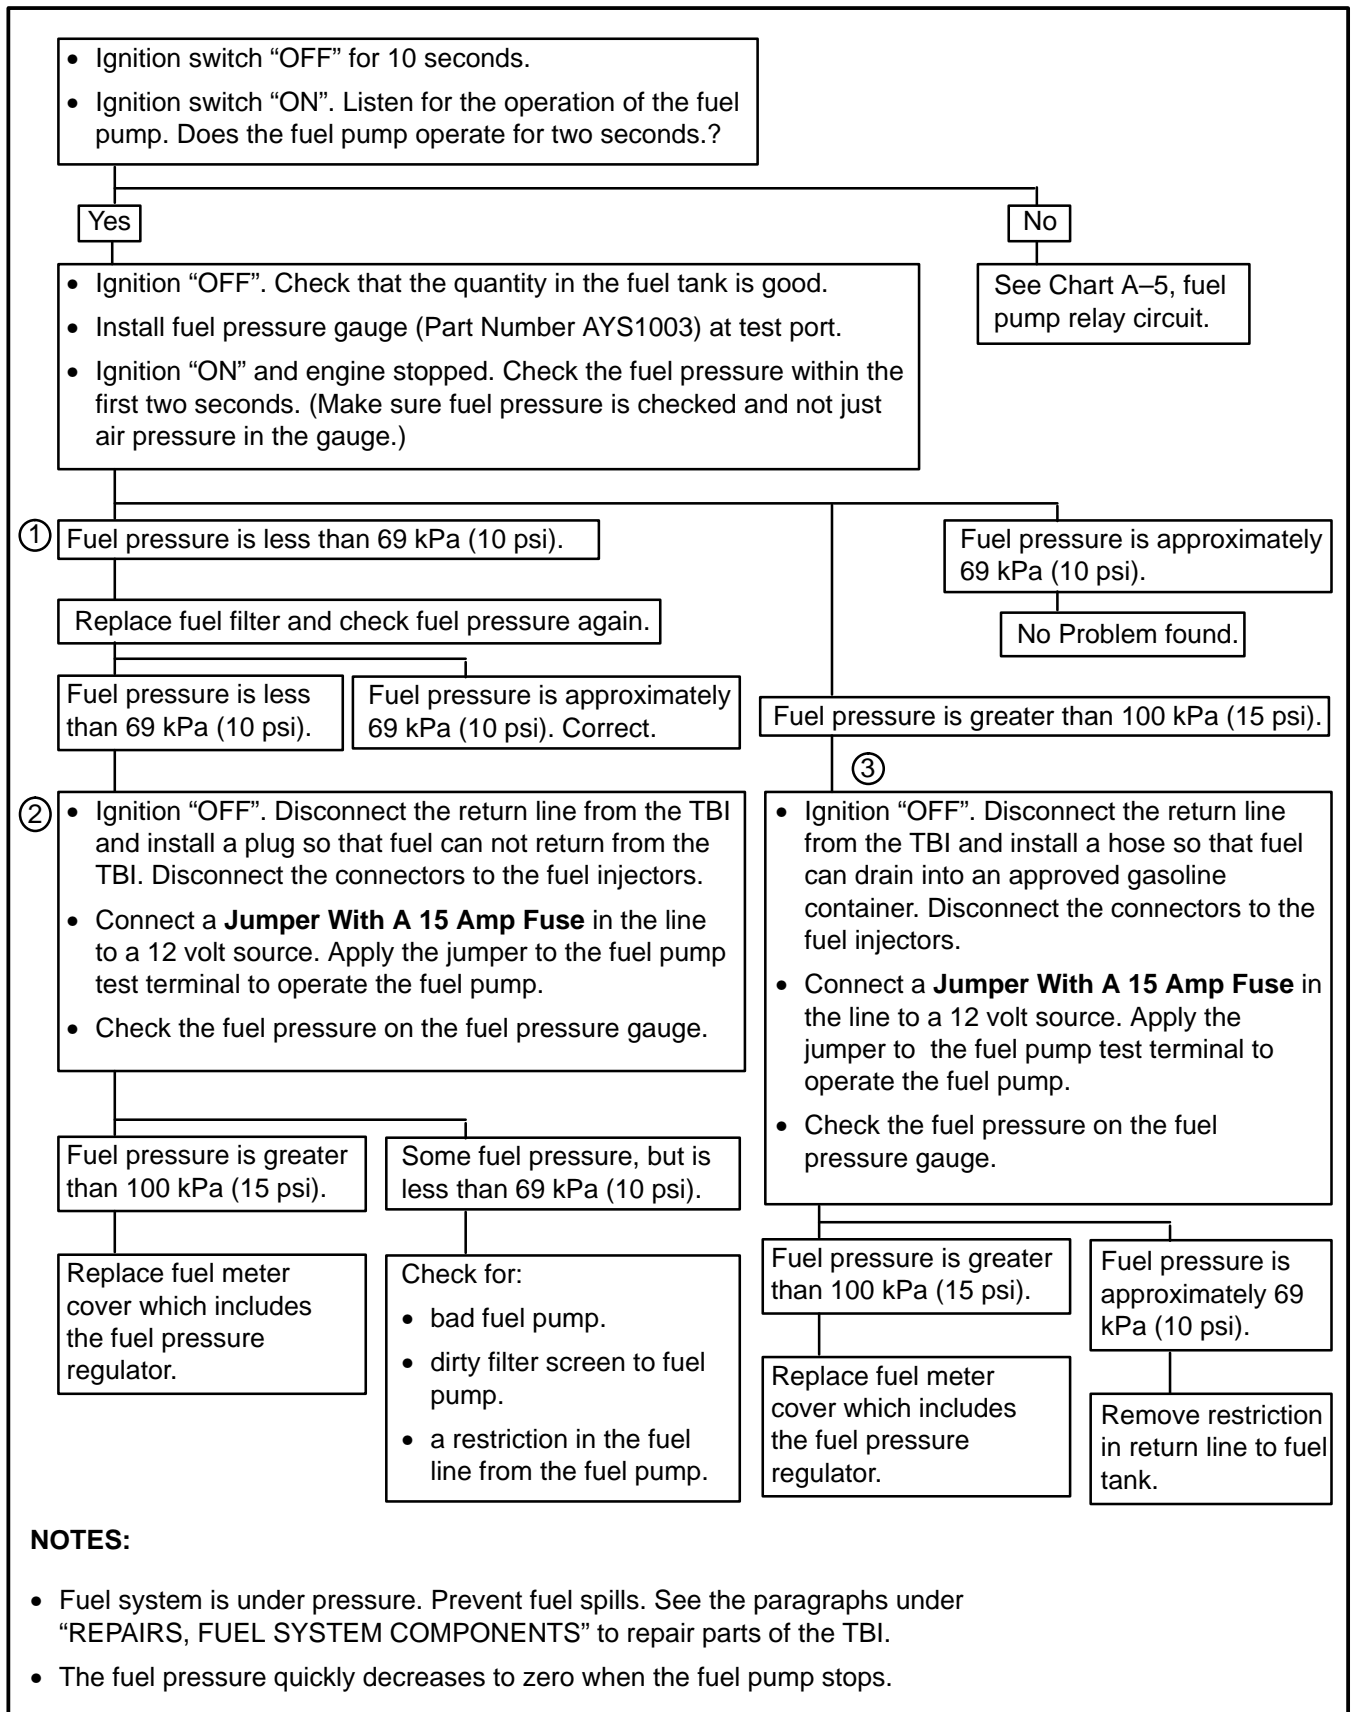 • Ignition switch “OFF” for 10 seconds.
• Ignition switch “ON”. Listen for the operation of the fuel
pump. Does the fuel pump operate for two seconds.?
Yes
No
• Ignition “OFF”. Check that the quantity in the fuel tank is good.
• Install fuel pressure gauge (Part Number AYS1003) at test port.
• Ignition “ON” and engine stopped. Check the fuel pressure within the
first two seconds. (Make sure fuel pressure is checked and not just
air pressure in the gauge.)
See Chart A–5, fuel
pump relay circuit.
① Fuel pressure is less than 69 kPa (10 psi).
Fuel pressure is approximately
69 kPa (10 psi).
Replace fuel filter and check fuel pressure again.
No Problem found.
Fuel pressure is less
than 69 kPa (10 psi).
Fuel pressure is approximately
69 kPa (10 psi). Correct.
Fuel pressure is greater than 100 kPa (15 psi).
② • Ignition “OFF”. Disconnect the return line from the TBI
and install a plug so that fuel can not return from the
TBI. Disconnect the connectors to the fuel injectors.
• Connect a Jumper With A 15 Amp Fuse in the line
to a 12 volt source. Apply the jumper to the fuel pump
test terminal to operate the fuel pump.
• Check the fuel pressure on the fuel pressure gauge.
③
• Ignition “OFF”. Disconnect the return line
from the TBI and install a hose so that fuel
can drain into an approved gasoline
container. Disconnect the connectors to the
fuel injectors.
• Connect a Jumper With A 15 Amp Fuse in
the line to a 12 volt source. Apply the
jumper to the fuel pump test terminal to
operate the fuel pump.
• Check the fuel pressure on the fuel
pressure gauge.
Fuel pressure is greater
than 100 kPa (15 psi).
Some fuel pressure, but is
less than 69 kPa (10 psi).
Replace fuel meter
cover which includes
the fuel pressure
regulator.
Check for:
• bad fuel pump.
• dirty filter screen to fuel
pump.
• a restriction in the fuel
line from the fuel pump.
Fuel pressure is greater
than 100 kPa (15 psi).
Fuel pressure is
approximately 69
kPa (10 psi).
Replace fuel meter
cover which includes
the fuel pressure
regulator.
Remove restriction
in return line to fuel
tank.
NOTES:
• Fuel system is under pressure. Prevent fuel spills. See the paragraphs under
“REPAIRS, FUEL SYSTEM COMPONENTS” to repair parts of the TBI.
• The fuel pressure quickly decreases to zero when the fuel pump stops.